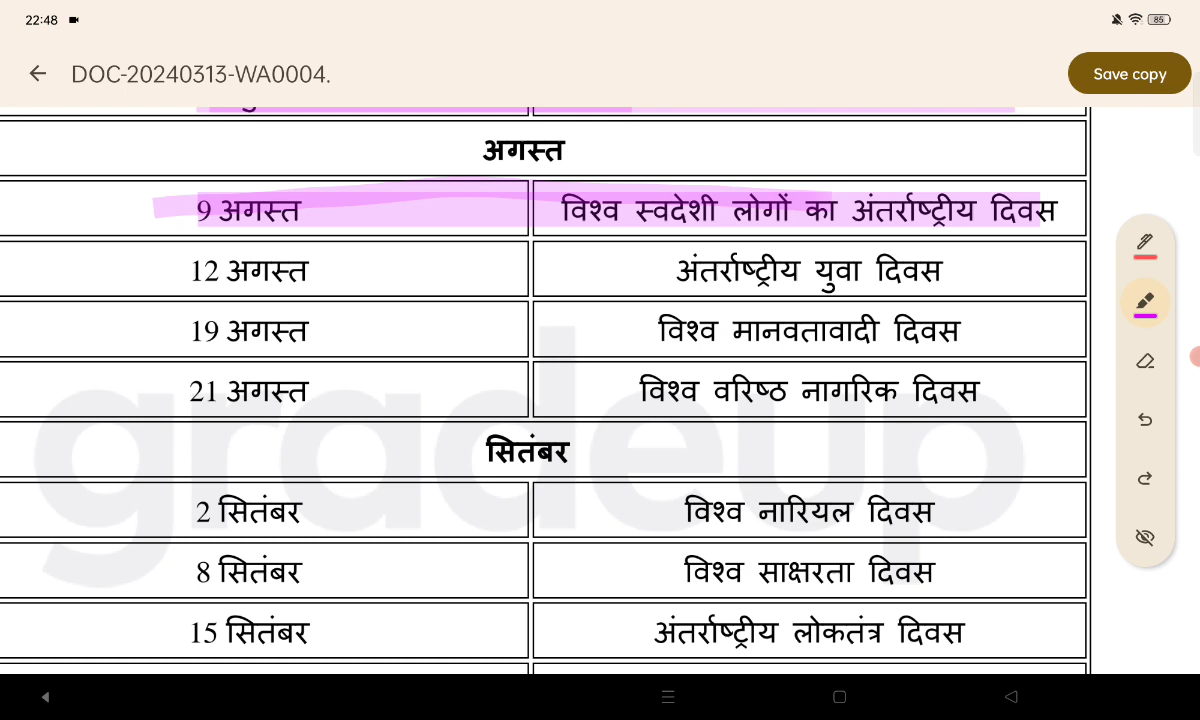 22:48
85
DOC-20240313-WA0004.
Save copy
अगस्त
9 अगस्त विश्व स्वदेशी लोगों का अंतर्राष्ट्रीय दिवस
12 अगस्त अंतर्राष्ट्रीय युवा दिवस
19 अगस्त विश्व मानवतावादी दिवस
21 अगस्त विश्व वरिष्ठ नागरिक दिवस
gradeup
सितंबर
2 सितंबर विश्व नारियल दिवस
8 सितंबर विश्व साक्षरता दिवस
15 सितंबर अंतर्राष्ट्रीय लोकतंत्र दिवस